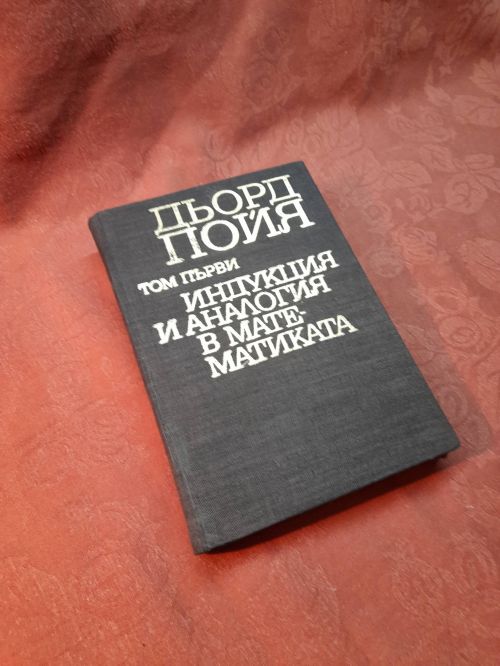 ДЬОРД
ПОЙЯ
ТОМ ПЪРВИ
ИНДУКЦИЯ
И АНАЛОГИЯ
В МАТЕ-
МАТИКАТА